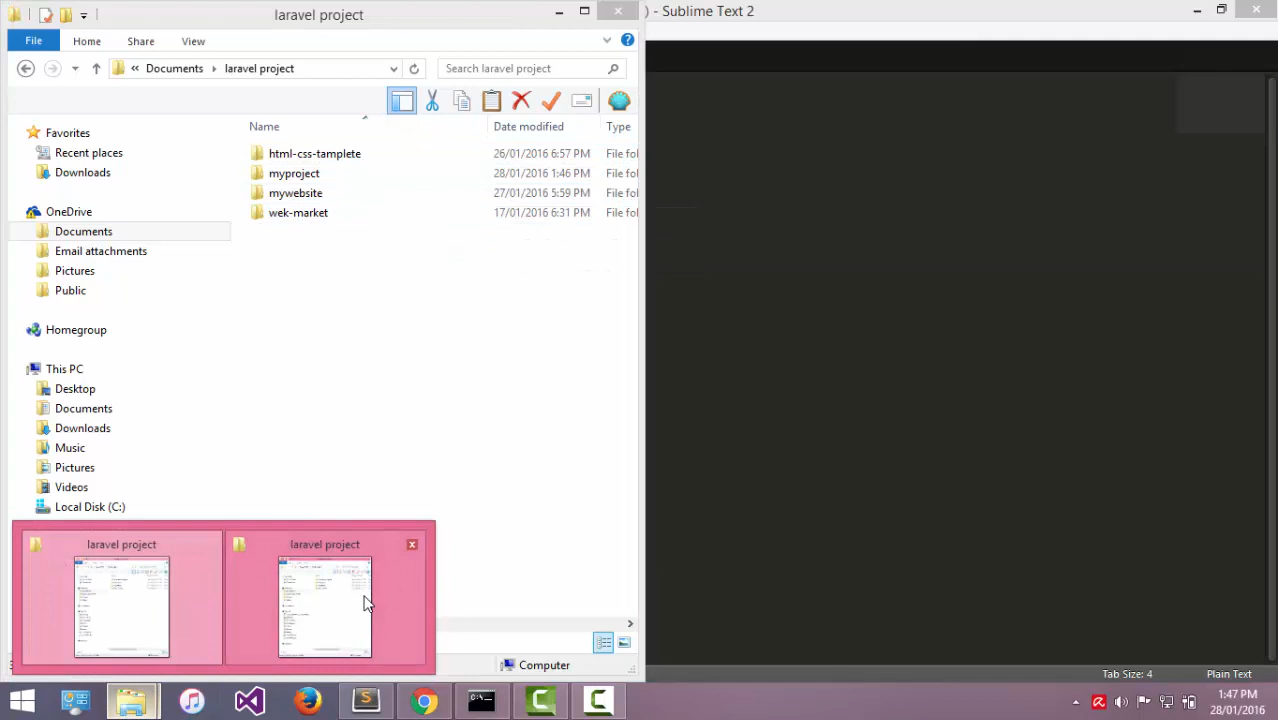 laravel project
) - Sublime Text 2
File Home Share View
« Documents laravel project
Search laravel project
Name Date modified Type
html-css-tamplete 26/01/2016 6:57 PM File fol
myproject 28/01/2016 1:46 PM File fol
mywebsite 27/01/2016 5:59 PM File fol
wek-market 17/01/2016 6:31 PM File fol
Favorites
Recent places
Downloads
OneDrive
Documents
Email attachments
Pictures
Public
Homegroup
This PC
Desktop
Documents
Downloads
Music
Pictures
Videos
Local Disk (C:)
laravel project
laravel project
Computer
Tab Size: 4
Plain Text
1:47 PM
28/01/2016